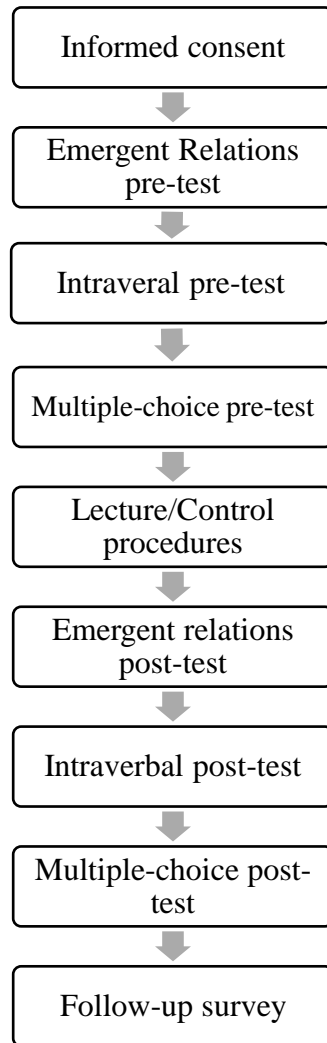 Informed consent
Emergent Relations
pre-test
Intraveral pre-test
Multiple-choice pre-test
Lecture/Control
procedures
Emergent relations
post-test
Intraverbal post-test
Multiple-choice post-
test
Follow-up survey